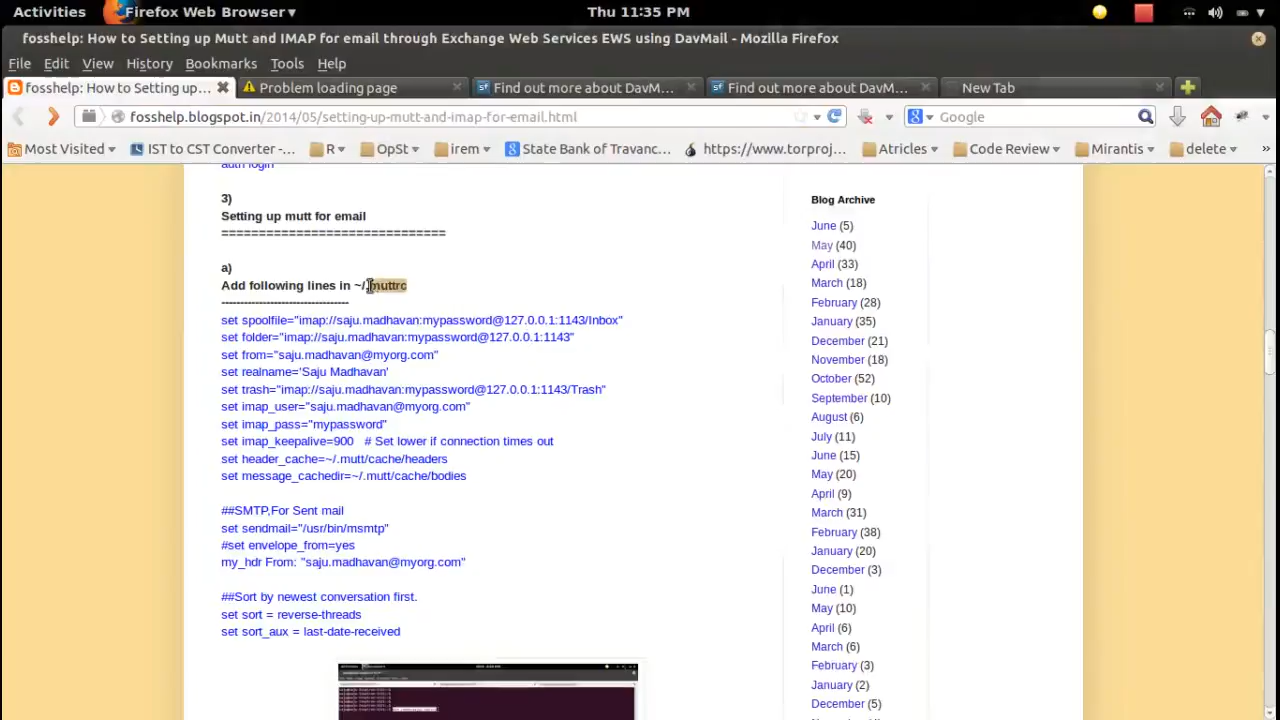 Activities
Firefox Web Browser
Thu 11:35 PM
fosshelp: How to Setting up Mutt and IMAP for email through Exchange Web Services EWS using DavMail - Mozilla Firefox
File Edit View History Bookmarks Tools Help
fosshelp: How to Setting up...
Problem loading page
Find out more about DavM...
Find out more about DavM...
New Tab
fosshelp.blogspot.in/2014/05/setting-up-mutt-and-imap-for-email.html
Google
Most Visited
IST to CST Converter -...
R
OpSt
irem
State Bank of Travanc...
https://www.torproj...
Atricles
Code Review
Mirantis
delete
»
auth login
3)
Setting up mutt for email
==============================
a)
Add following lines in ~/.muttrc
----------------------------------
set spoolfile="imap://saju.madhavan:mypassword@127.0.0.1:1143/Inbox"
set folder="imap://saju.madhavan:mypassword@127.0.0.1:1143"
set from="saju.madhavan@myorg.com"
set realname='Saju Madhavan'
set trash="imap://saju.madhavan:mypassword@127.0.0.1:1143/Trash"
set imap_user="saju.madhavan@myorg.com"
set imap_pass="mypassword"
set imap_keepalive=900   # Set lower if connection times out
set header_cache=~/.mutt/cache/headers
set message_cachedir=~/.mutt/cache/bodies
##SMTP,For Sent mail
set sendmail="/usr/bin/msmtp"
#set envelope_from=yes
my_hdr From: "saju.madhavan@myorg.com"
##Sort by newest conversation first.
set sort = reverse-threads
set sort_aux = last-date-received
Blog Archive
June (5)
May (40)
April (33)
March (18)
February (28)
January (35)
December (21)
November (18)
October (52)
September (10)
August (6)
July (11)
June (15)
May (20)
April (9)
March (31)
February (38)
January (20)
December (3)
June (1)
May (10)
April (6)
March (6)
February (3)
January (2)
December (5)